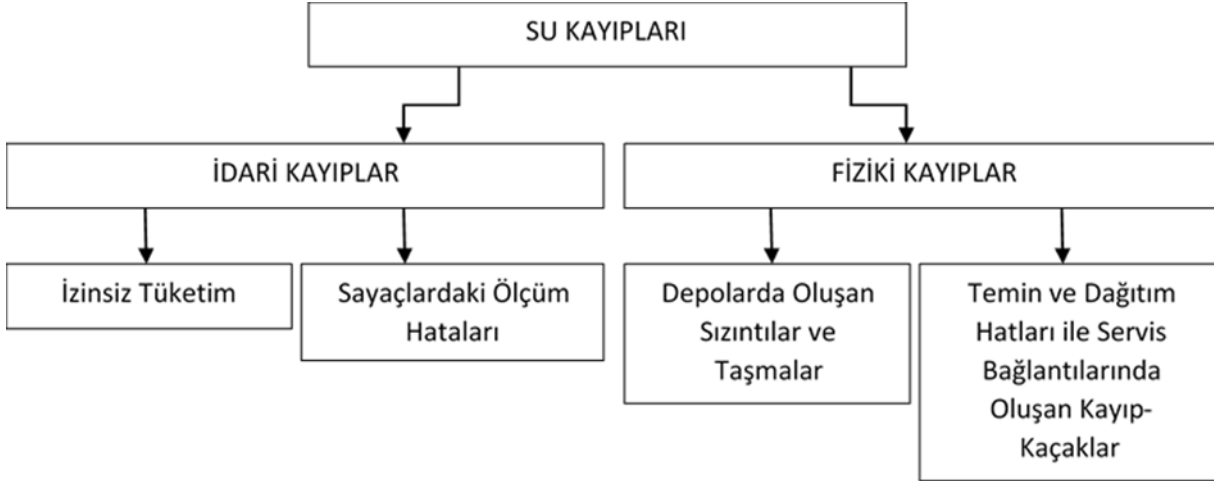 SU KAYIPLARI
İDARİ KAYIPLAR
FİZİKİ KAYIPLAR
İzinsiz Tüketim
Sayaçlardaki Ölçüm
Hataları
Depolarda Oluşan
Sızıntılar ve
Taşmalar
Temin ve Dağıtım
Hatları ile Servis
Bağlantılarında
Oluşan Kayıp-
Kaçaklar